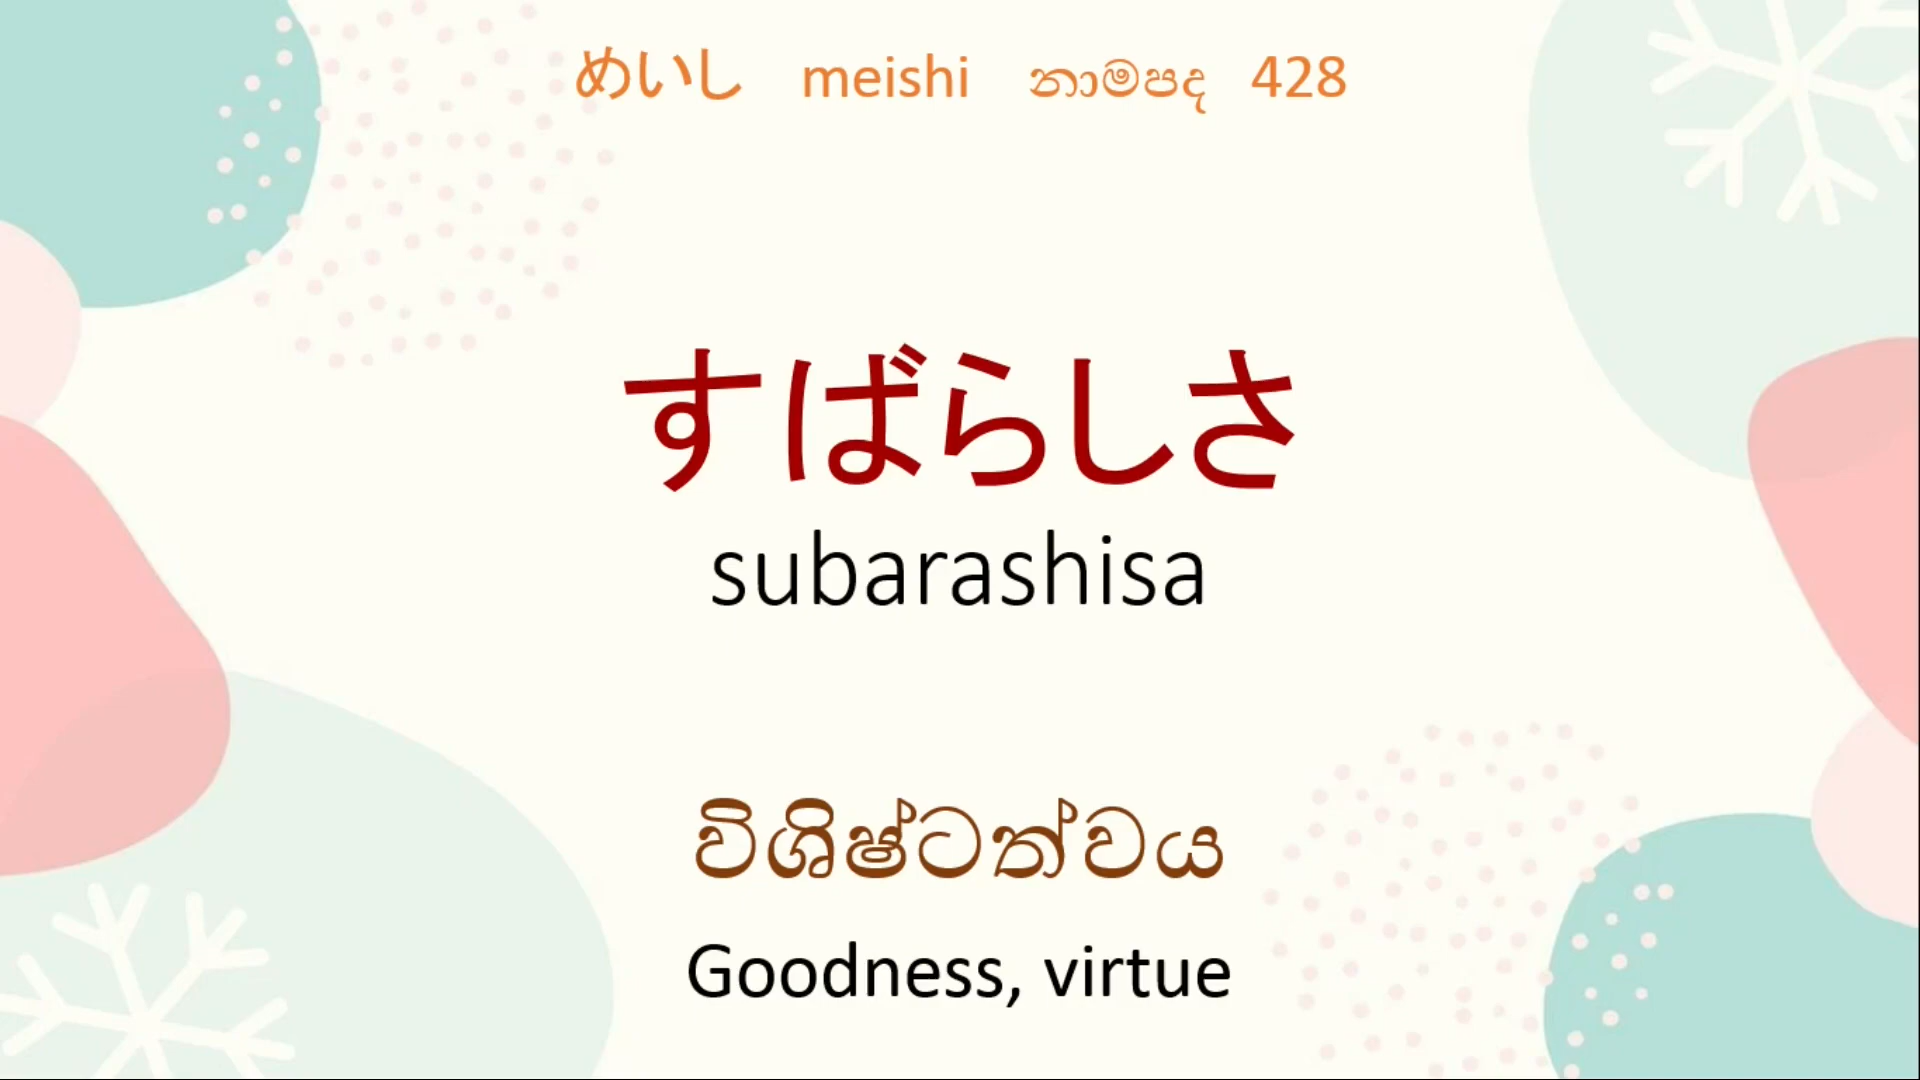 めいし meishi නාමපද 428
すばらしさ
subarashisa
විශිෂ්ටත්වය
Goodness, virtue